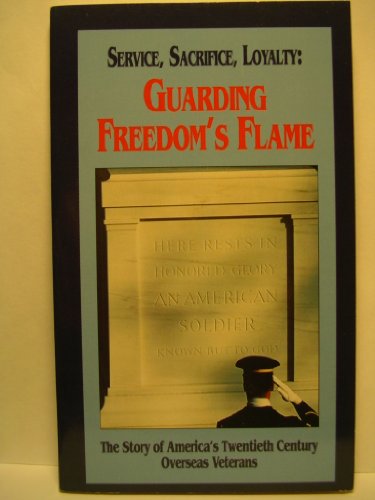 SERVICE, SACRIFICE, LOYALTY:
GUARDING
FREEDOM'S FLAME
HERE RESTS IN
HONORED GLORY
AN AMERICAN
SOLDIER
KNOWN BUT TO GOD
The Story of America's Twentieth Century
Overseas Veterans